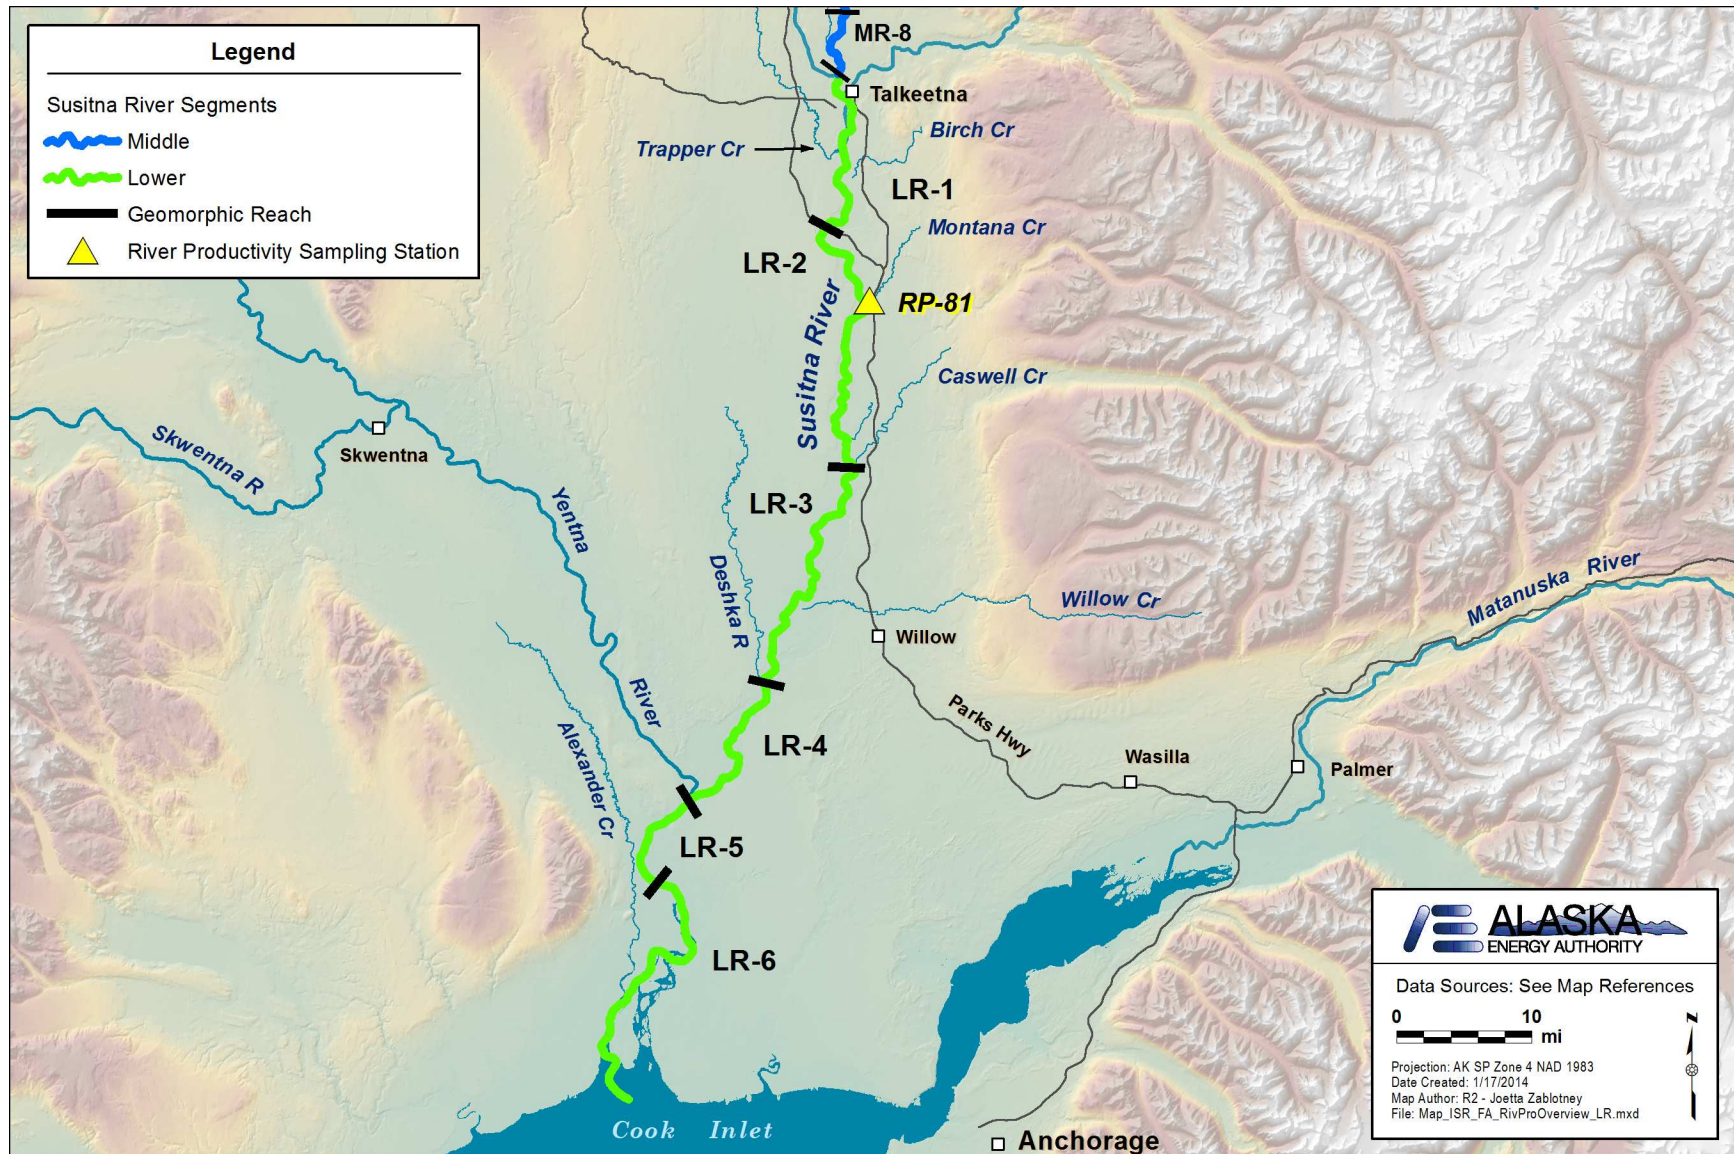 Legend
Susitna River Segments
Middle
Lower
Geomorphic Reach
River Productivity Sampling Station
MR-8
Talkeetna
Birch Cr
Trapper Cr
LR-1
Montana Cr
LR-2
RP-81
Susitna River
Caswell Cr
Skwentna R
Skwentna
Yentna
River
LR-3
Deshka R
Willow Cr
Willow
Matanuska River
Parks Hwy
Wasilla
Palmer
Alexander Cr
LR-4
LR-5
LR-6
Cook Inlet
Anchorage
ALASKA
ENERGY AUTHORITY
Data Sources: See Map References
0 10
mi
N
Projection: AK SP Zone 4 NAD 1983
Date Created: 1/17/2014
Map Author: R2 - Joetta Zablotney
File: Map_ISR_FA_RivProOverview_LR.mxd